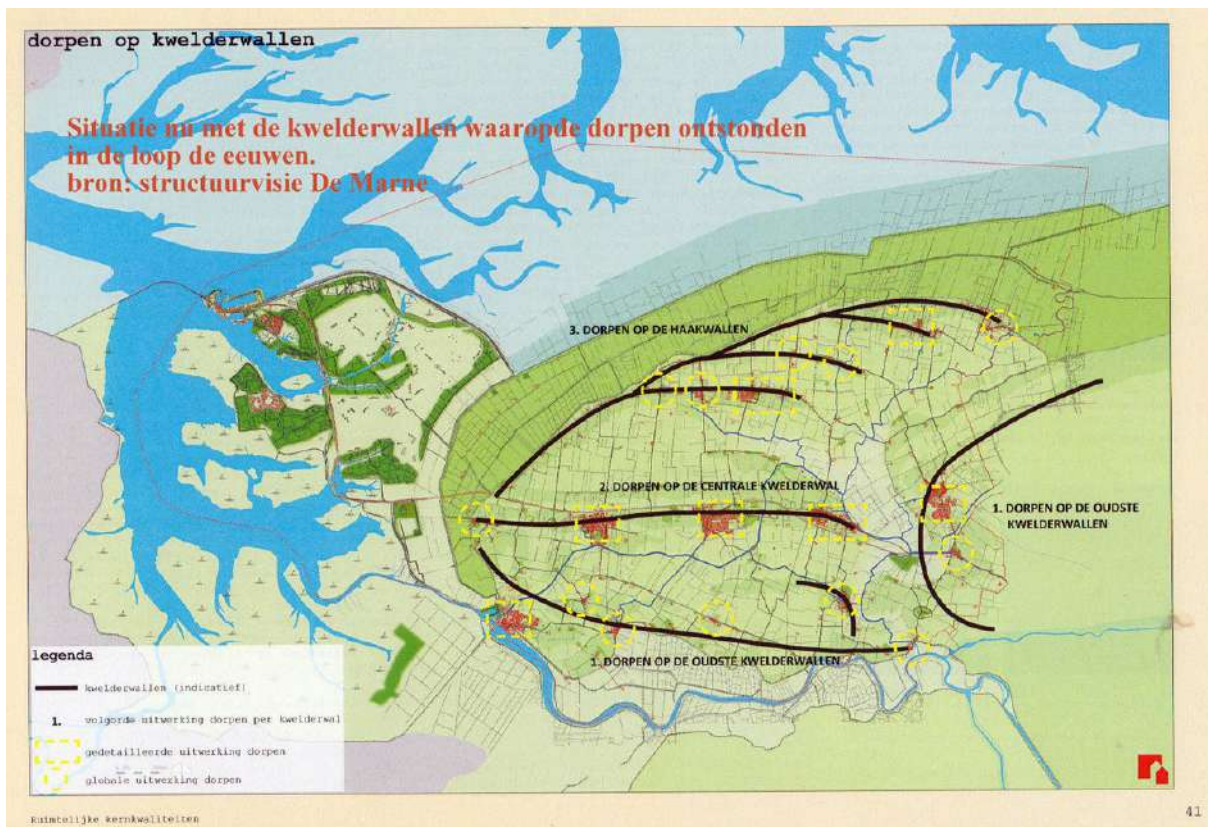 dorpen op kwelderwallen
Situatie nu met de kwelderwallen waaropde dorpen ontstonden
in de loop de eeuwen.
bron: structuurvisie De Marne
3. DORPEN OP DE HAAKWALLEN
2. DORPEN OP DE CENTRALE KWELDERWAL
1. DORPEN OP DE OUDSTE
KWELDERWALLEN
1. DORPEN OP DE OUDSTE KWELDERWALLEN
legenda
kwelderwallen (indicatief)
1. volgorde uitwerking dorpen per kwelderwal
gedetailleerde uitwerking dorpen
globale uitwerking dorpen
Ruimtelijke kernkwaliteiten
41